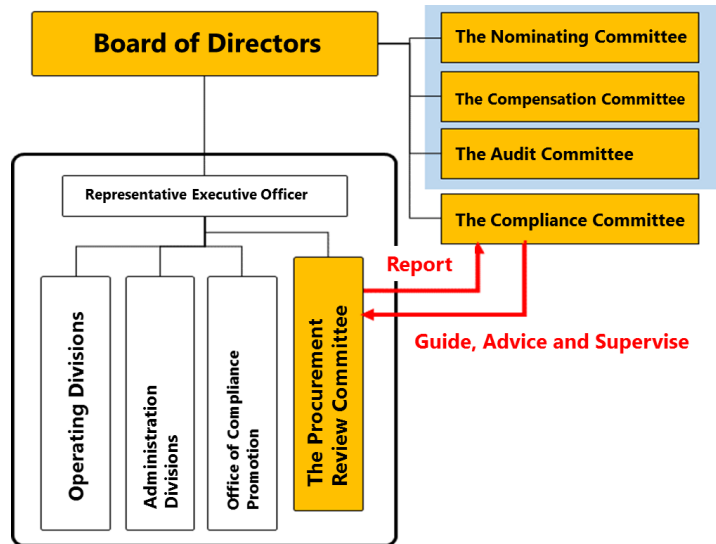 Board of Directors
The Nominating Committee
The Compensation Committee
The Audit Committee
The Compliance Committee
Representative Executive Officer
Report
Guide, Advice and Supervise
Operating Divisions
Administration
Divisions
Office of Compliance
Promotion
The Procurement
Review Committee